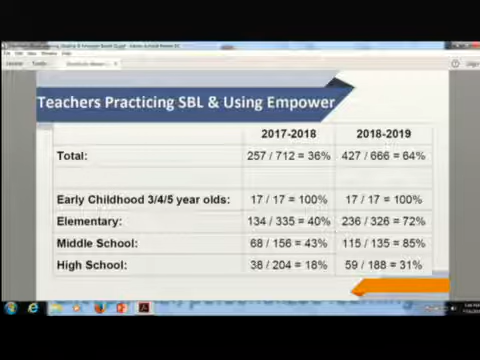 Teachers Practicing SBL & Using Empower
2017-2018 2018-2019
Total: 257 / 712 = 36% 427 / 666 = 64%
Early Childhood 3/4/5 year olds: 17 / 17 = 100% 17 / 17 = 100%
Elementary: 134 / 335 = 40% 236 / 326 = 72%
Middle School: 68 / 156 = 43% 115 / 135 = 85%
High School: 38 / 204 = 18% 59 / 188 = 31%